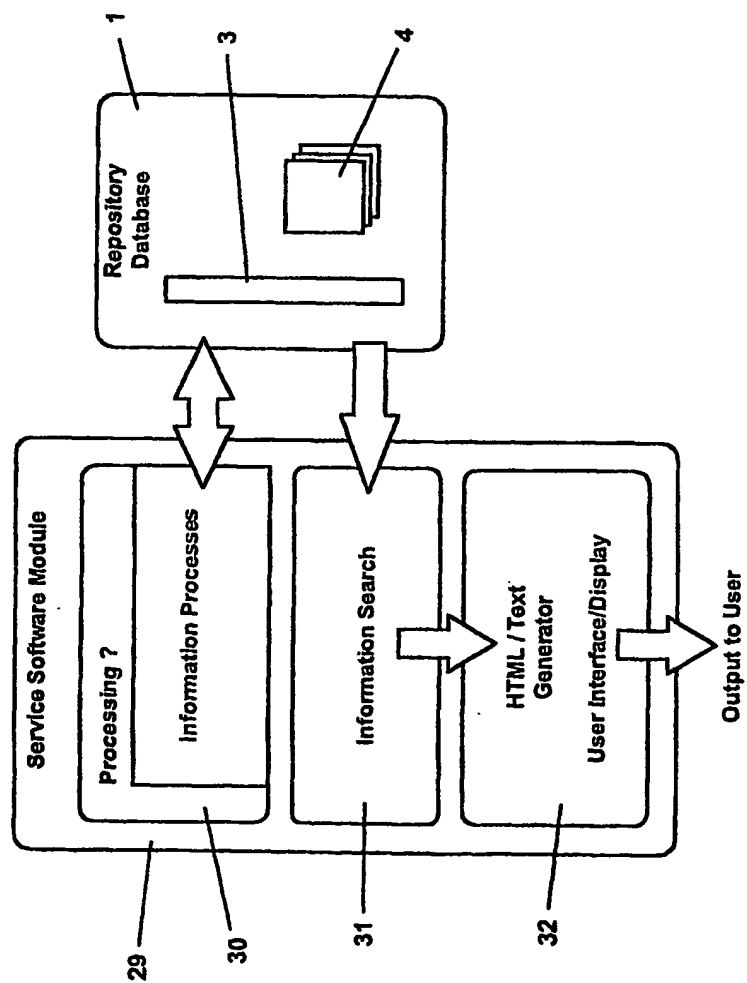 Service Software Module
Processing ?
Information Processes
Information Search
HTML / Text
Generator
User Interface/Display
Output to User
Repository
Database
1
3
4
29
30
31
32